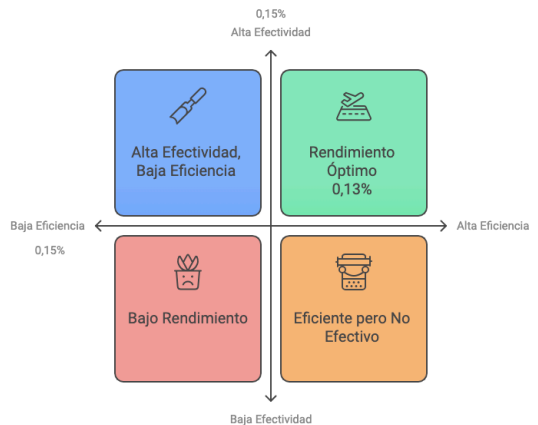 0,15%
Alta Efectividad
Alta Efectividad,
Baja Eficiencia
Rendimiento
Óptimo
0,13%
Baja Eficiencia
Alta Eficiencia
0,15%
Bajo Rendimiento
Eficiente pero No
Efectivo
Baja Efectividad